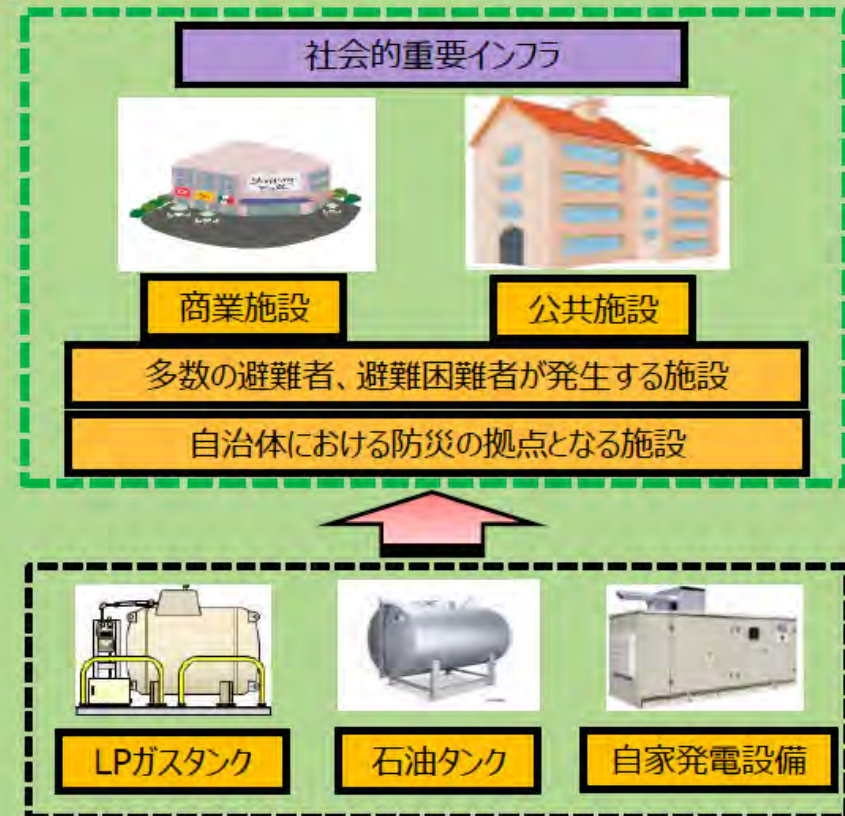 社会的重要インフラ
商業施設
公共施設
多数の避難者、避難困難者が発生する施設
自治体における防災の拠点となる施設
LPガスタンク
石油タンク
自家発電設備